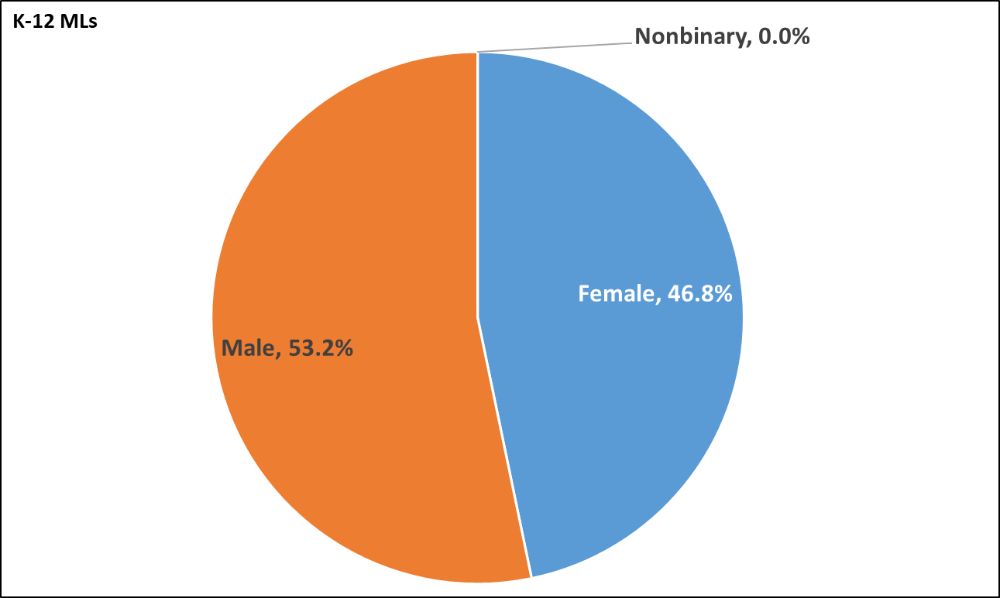 K-12 MLs
Nonbinary, 0.0%
Female, 46.8%
Male, 53.2%